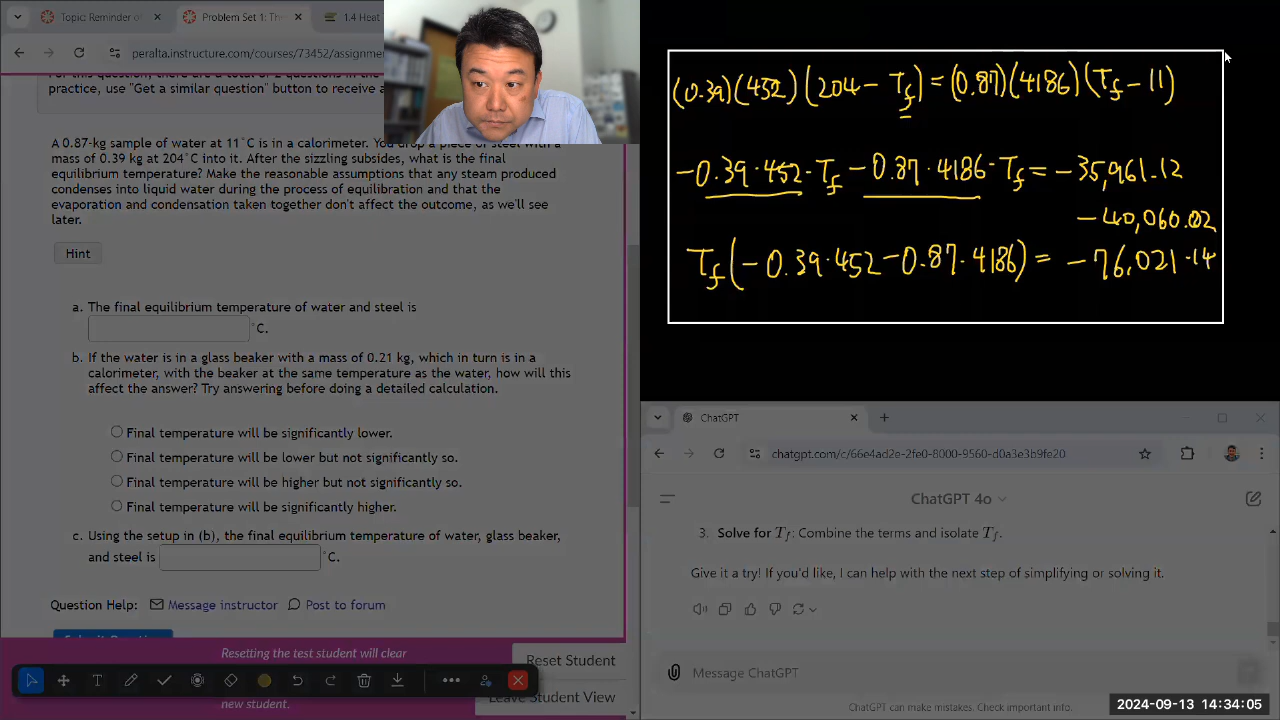 Topic: Reminder of
Problem Set 1: The
1.4 Heat T
peralta.instructure.com/courses/73452/assignme
practice, use "Get a similar question" button to receive a
A 0.87-kg sample of water at 11°C is in a calorimeter. You drop a piece of steel with a
mass of 0.39 kg at 204°C into it. After the sizzling subsides, what is the final
equilibrium temperature? Make the reasonable assumptions that any steam produced
condenses into liquid water during the process of equilibration and that the
evaporation and condensation taken together don't affect the outcome, as we'll see
later.
Hint
a. The final equilibrium temperature of water and steel is
°C.
b. If the water is in a glass beaker with a mass of 0.21 kg, which in turn is in a
calorimeter, with the beaker at the same temperature as the water, how will this
affect the answer? Try answering before doing a detailed calculation.
Final temperature will be significantly lower.
Final temperature will be lower but not significantly so.
Final temperature will be higher but not significantly so.
Final temperature will be significantly higher.
c. Using the setup in (b), the final equilibrium temperature of water, glass beaker,
and steel is °C.
Question Help: Message instructor Post to forum
Resetting the test student will clear
Reset Student
Leave Student View
new student.
(0.39)(452)(204 - Tf) = (0.87)(4186)(Tf - 11)
-0.39·452·Tf - 0.87·4186·Tf = -35,961.12
-40,060.02
Tf(-0.39·452 - 0.87·4186) = -76,021.14
ChatGPT
chatgpt.com/c/66e4ad2e-2fe0-8000-9560-d0a3e3b9fe20
ChatGPT 4o
3. Solve for Tf: Combine the terms and isolate Tf.
Give it a try! If you'd like, I can help with the next step of simplifying or solving it.
Message ChatGPT
ChatGPT can make mistakes. Check important info.
2024-09-13 14:34:05